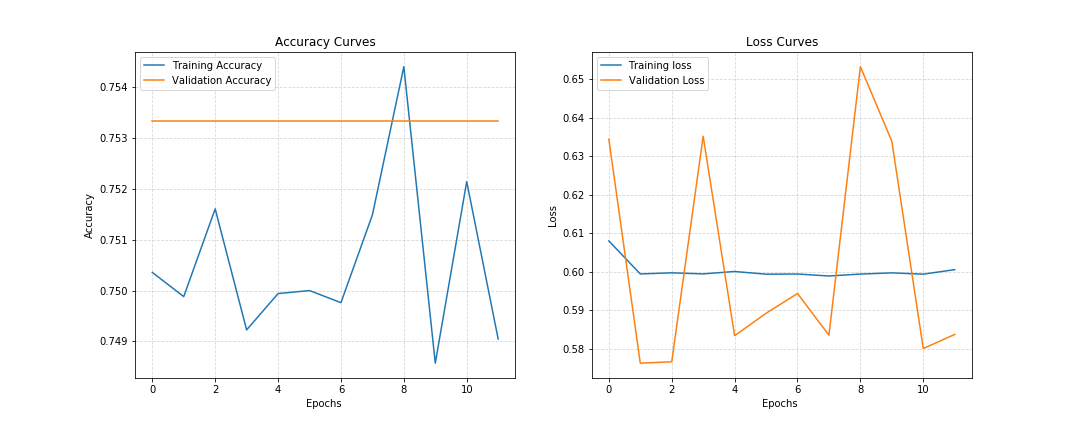 Accuracy Curves
Training Accuracy
Validation Accuracy
0.754
0.753
0.752
0.751
0.750
0.749
Accuracy
0 2 4 6 8 10
Epochs
Loss Curves
Training loss
Validation Loss
0.65
0.64
0.63
0.62
0.61
0.60
0.59
0.58
Loss
0 2 4 6 8 10
Epochs